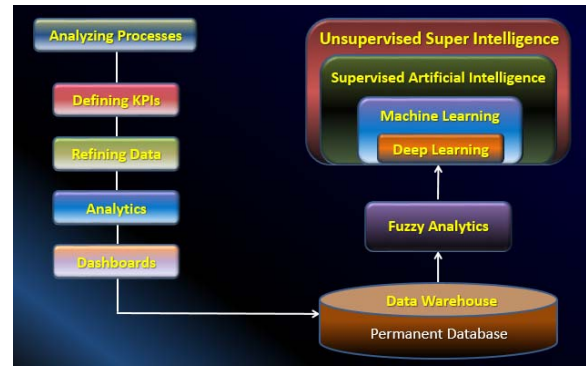 Analyzing Processes
Defining KPIs
Refining Data
Analytics
Dashboards
Unsupervised Super Intelligence
Supervised Artificial Intelligence
Machine Learning
Deep Learning
Fuzzy Analytics
Data Warehouse
Permanent Database